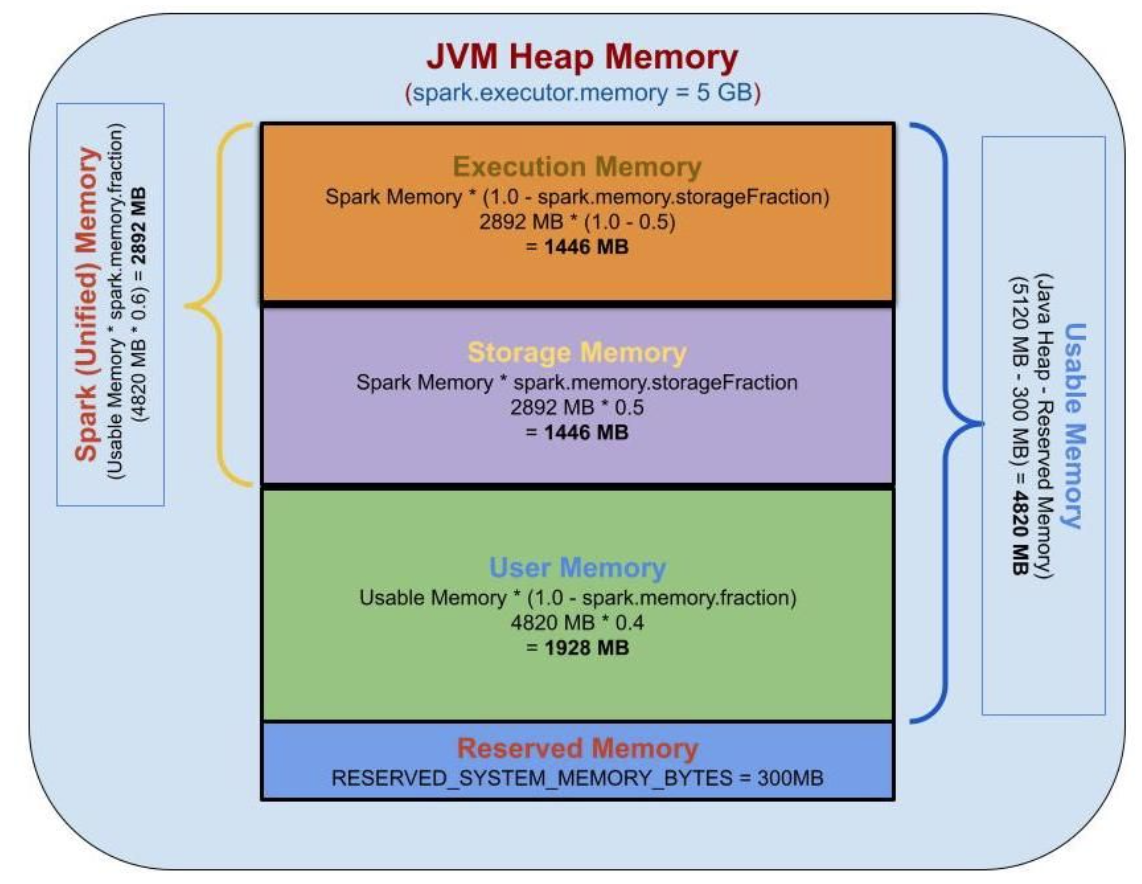 JVM Heap Memory
(spark.executor.memory = 5 GB)
Spark (Unified) Memory
(Usable Memory * spark.memory.fraction)
(4820 MB * 0.6) = 2892 MB
Execution Memory
Spark Memory * (1.0 - spark.memory.storageFraction)
2892 MB * (1.0 - 0.5)
= 1446 MB
Storage Memory
Spark Memory * spark.memory.storageFraction
2892 MB * 0.5
= 1446 MB
User Memory
Usable Memory * (1.0 - spark.memory.fraction)
4820 MB * 0.4
= 1928 MB
Reserved Memory
RESERVED_SYSTEM_MEMORY_BYTES = 300MB
Usable Memory
(Java Heap - Reserved Memory)
(5120 MB - 300 MB) = 4820 MB